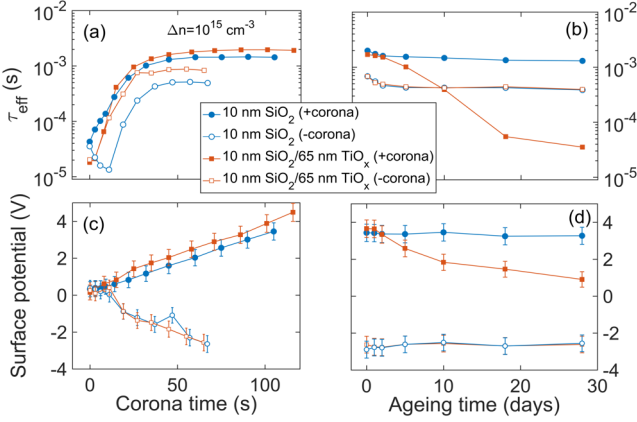 (a)
Δn=10¹⁵ cm⁻³
(b)
10⁻²
10⁻³
10⁻⁴
10⁻⁵
τeff (s)
10⁻²
10⁻³
10⁻⁴
10⁻⁵
10 nm SiO₂ (+corona)
10 nm SiO₂ (-corona)
10 nm SiO₂/65 nm TiOₓ (+corona)
10 nm SiO₂/65 nm TiOₓ (-corona)
(c)
(d)
4
2
0
-2
-4
Surface potential (V)
4
2
0
-2
-4
0 50 100
Corona time (s)
0 10 20 30
Ageing time (days)